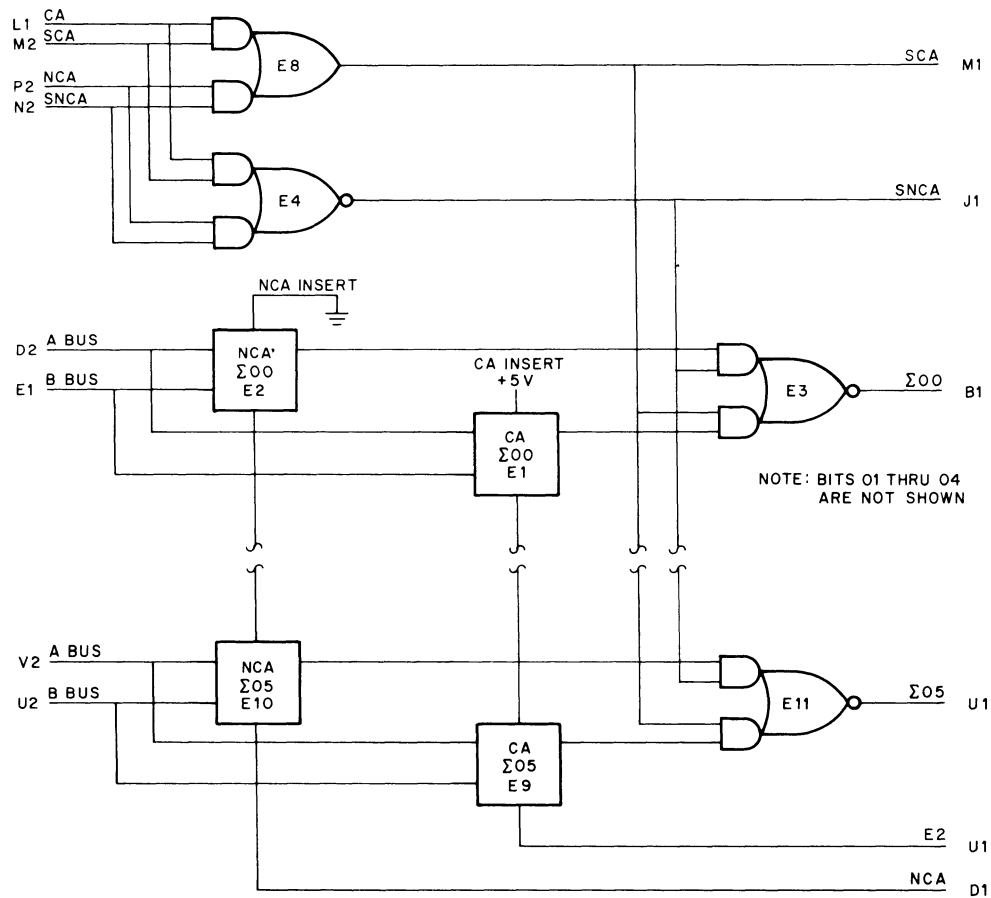 L1 CA
M2 SCA
P2 NCA
N2 SNCA
E8
SCA M1
E4
SNCA J1
NCA INSERT
D2 A BUS
E1 B BUS
NCA'
Σ00
E2
CA INSERT
+5V
CA
Σ00
E1
E3
Σ00 B1
NOTE: BITS 01 THRU 04
ARE NOT SHOWN
V2 A BUS
U2 B BUS
NCA
Σ05
E10
CA
Σ05
E9
E11
Σ05 U1
E2 U1
NCA D1